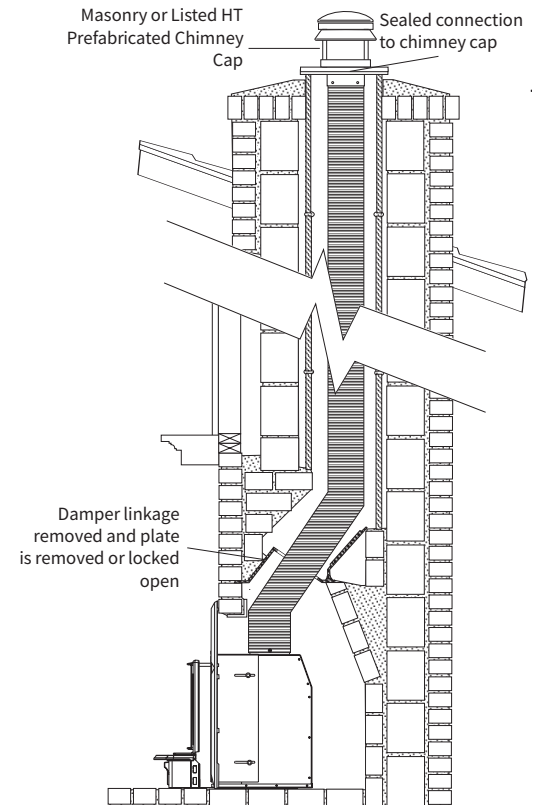 Masonry or Listed HT
Prefabricated Chimney
Cap
Sealed connection
to chimney cap
Damper linkage
removed and plate
is removed or locked
open